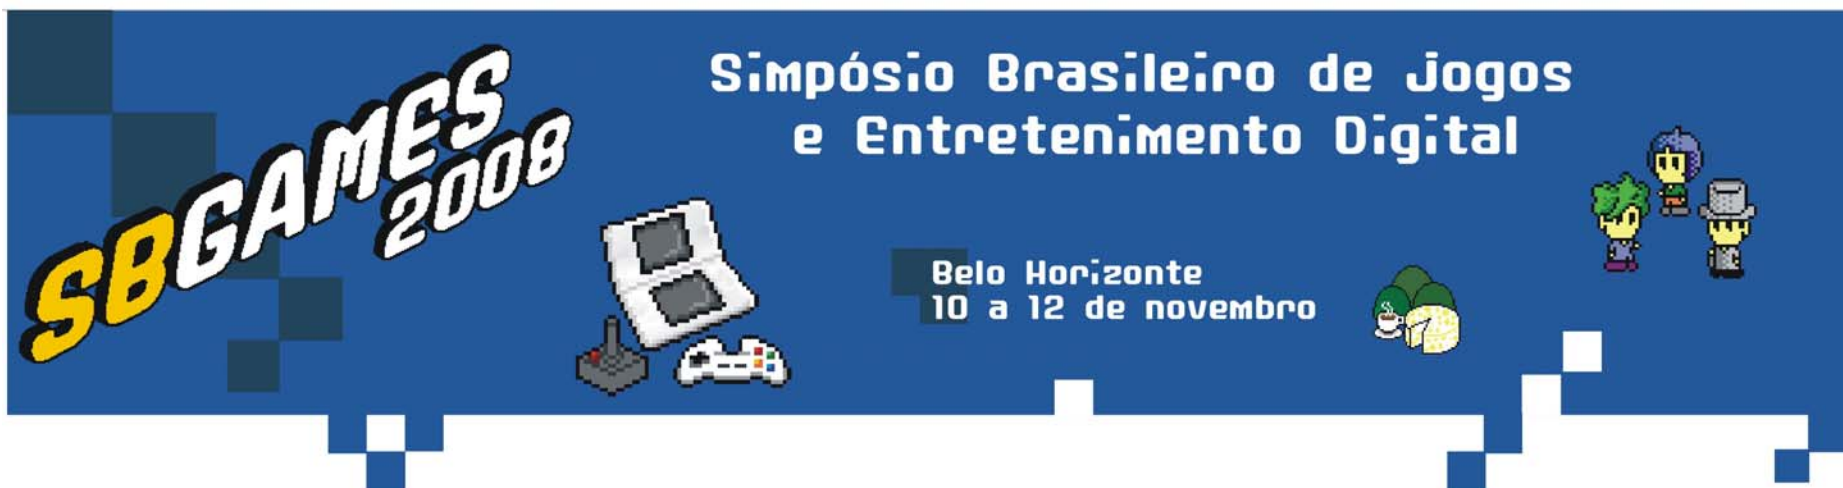 SBGAMES
2008
Simpósio Brasileiro de Jogos
e Entretenimento Digital
Belo Horizonte
10 a 12 de novembro